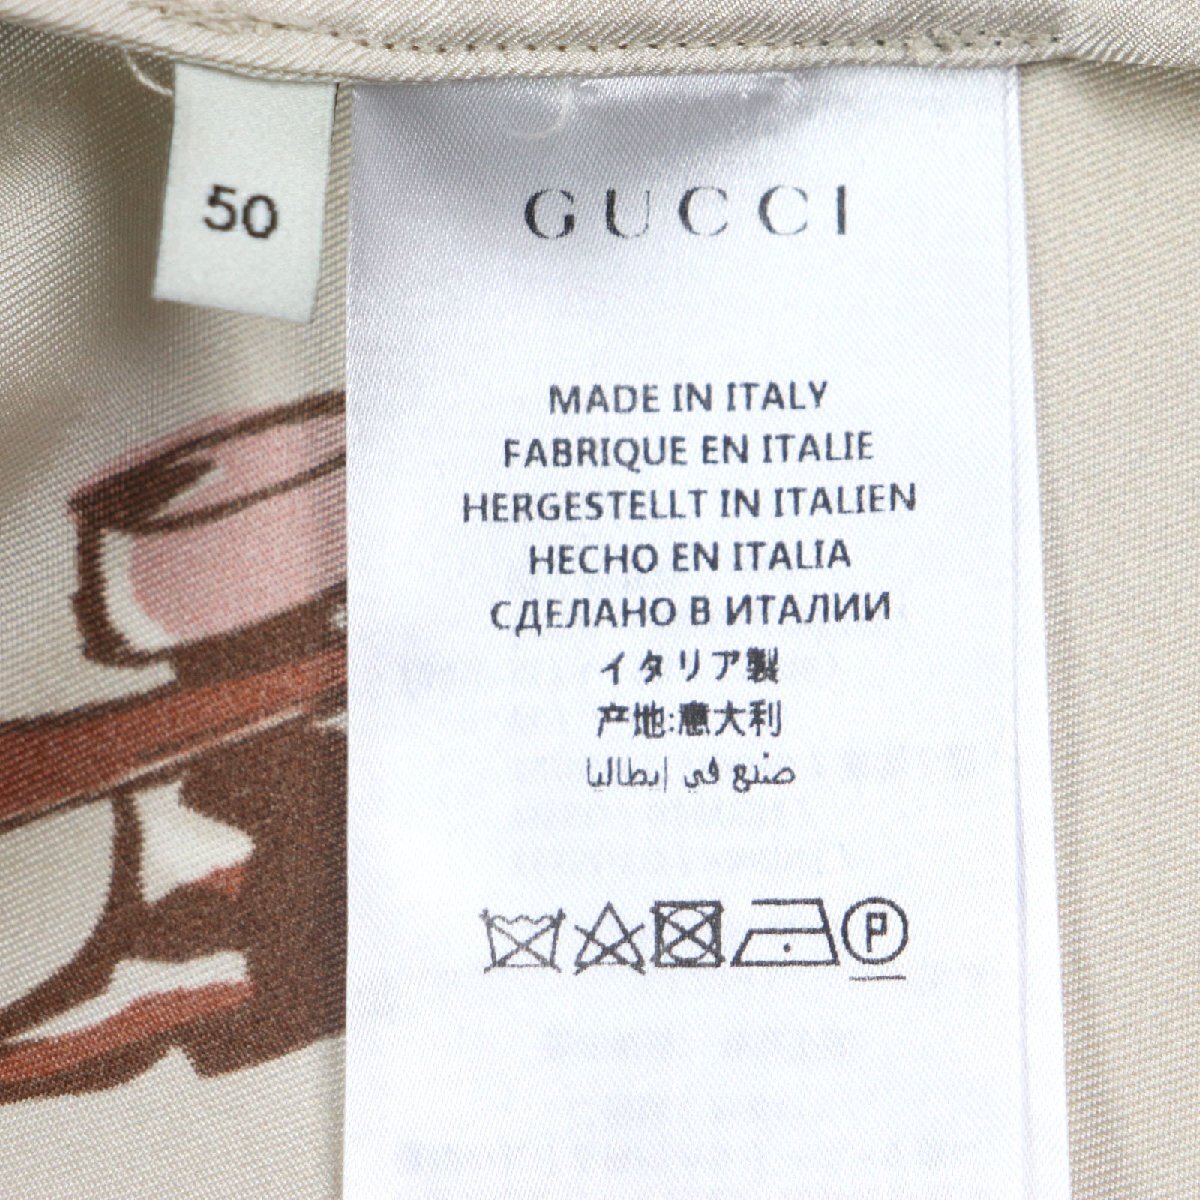 50
GUCCI
MADE IN ITALY
FABRIQUE EN ITALIE
HERGESTELLT IN ITALIEN
HECHO EN ITALIA
СДЕЛАНО В ИТАЛИИ
イタリア製
产地:意大利
صنع في إيطاليا
P